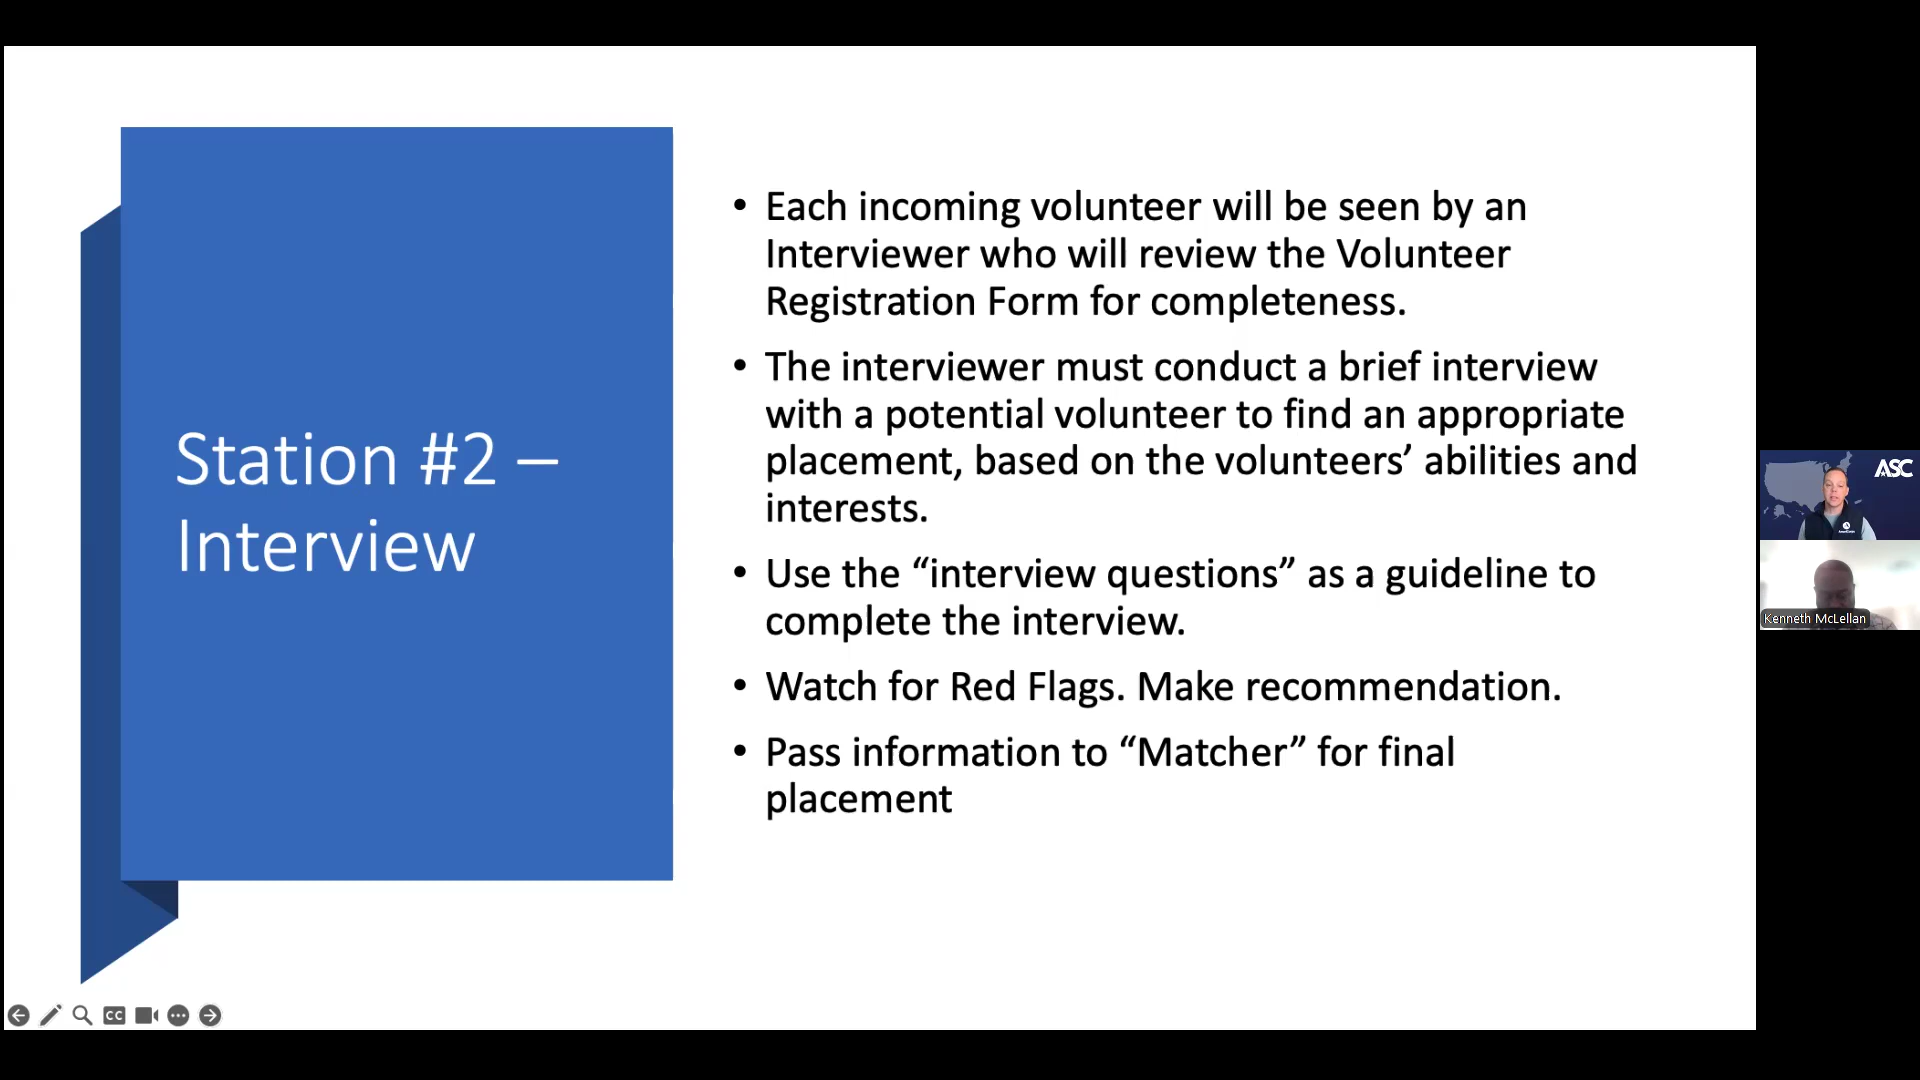 Station #2 –
Interview
• Each incoming volunteer will be seen by an
Interviewer who will review the Volunteer
Registration Form for completeness.
• The interviewer must conduct a brief interview
with a potential volunteer to find an appropriate
placement, based on the volunteers’ abilities and
interests.
• Use the “interview questions” as a guideline to
complete the interview.
• Watch for Red Flags. Make recommendation.
• Pass information to “Matcher” for final
placement
ASC
Kenneth McLellan
CC